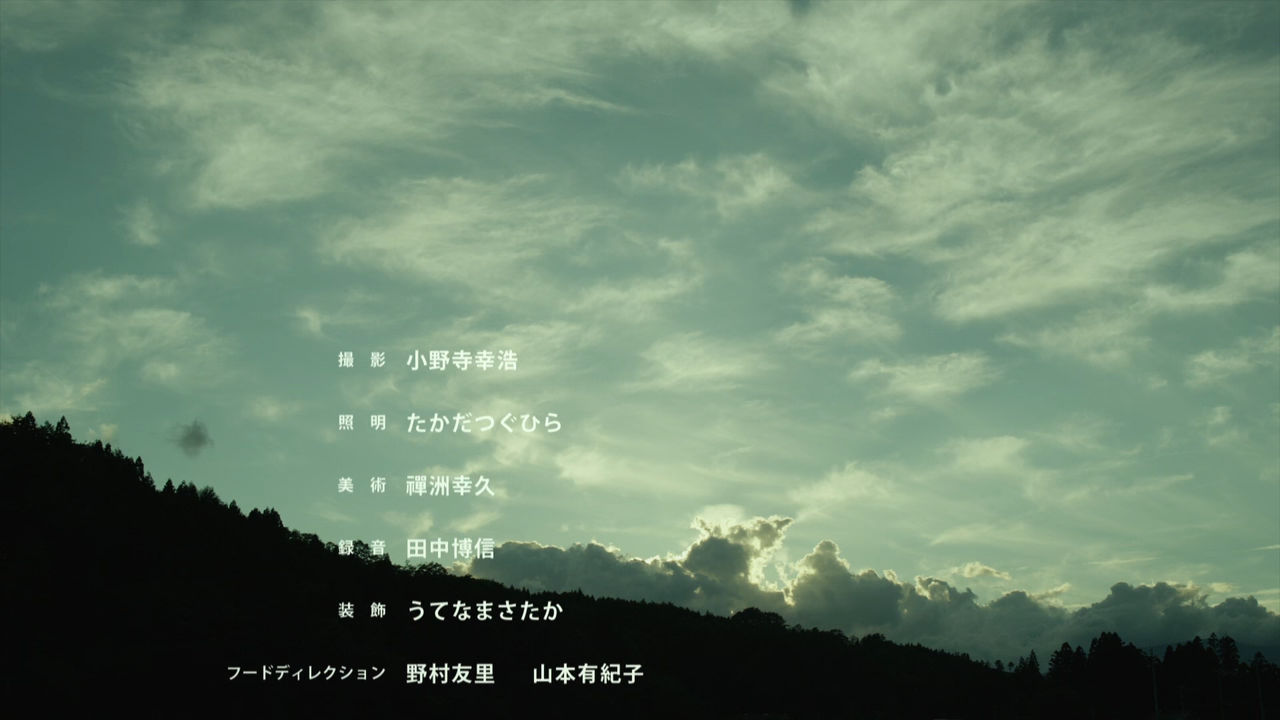 撮 影 小野寺幸浩
照 明 たかだつぐひら
美 術 禪洲幸久
録 音 田中博信
装 飾 うてなまさたか
フードディレクション 野村友里 山本有紀子